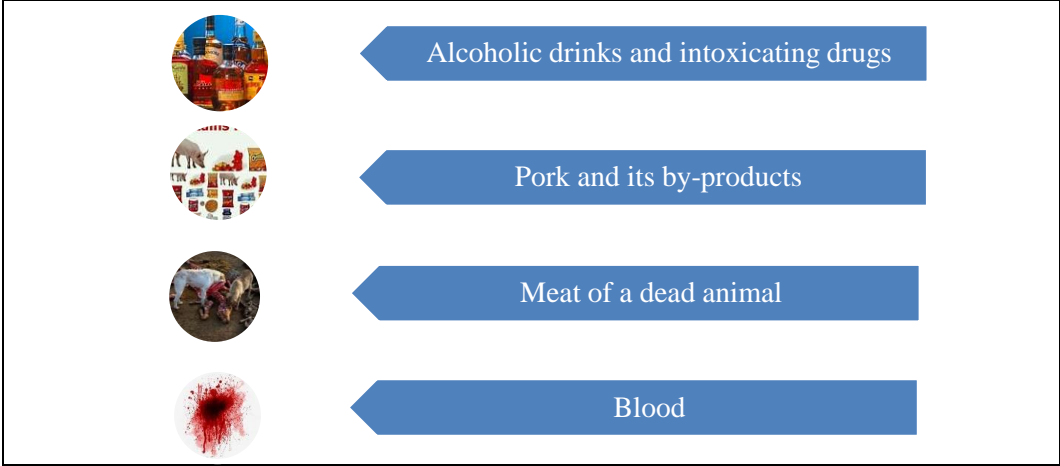 Alcoholic drinks and intoxicating drugs
Pork and its by-products
Meat of a dead animal
Blood